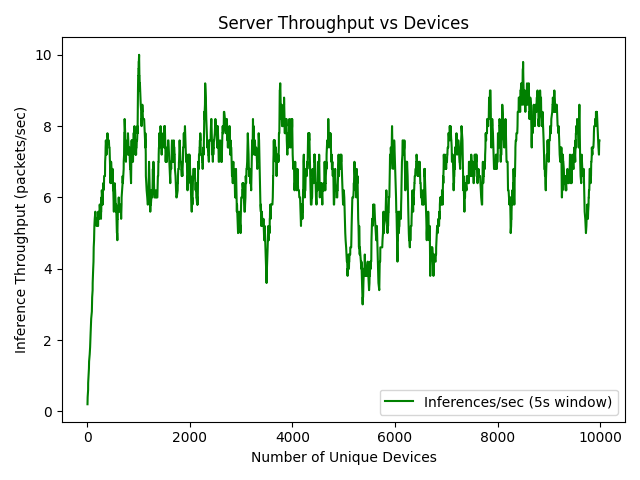 Server Throughput vs Devices
Inference Throughput (packets/sec)
10
8
6
4
2
0
Inferences/sec (5s window)
0 2000 4000 6000 8000 10000
Number of Unique Devices